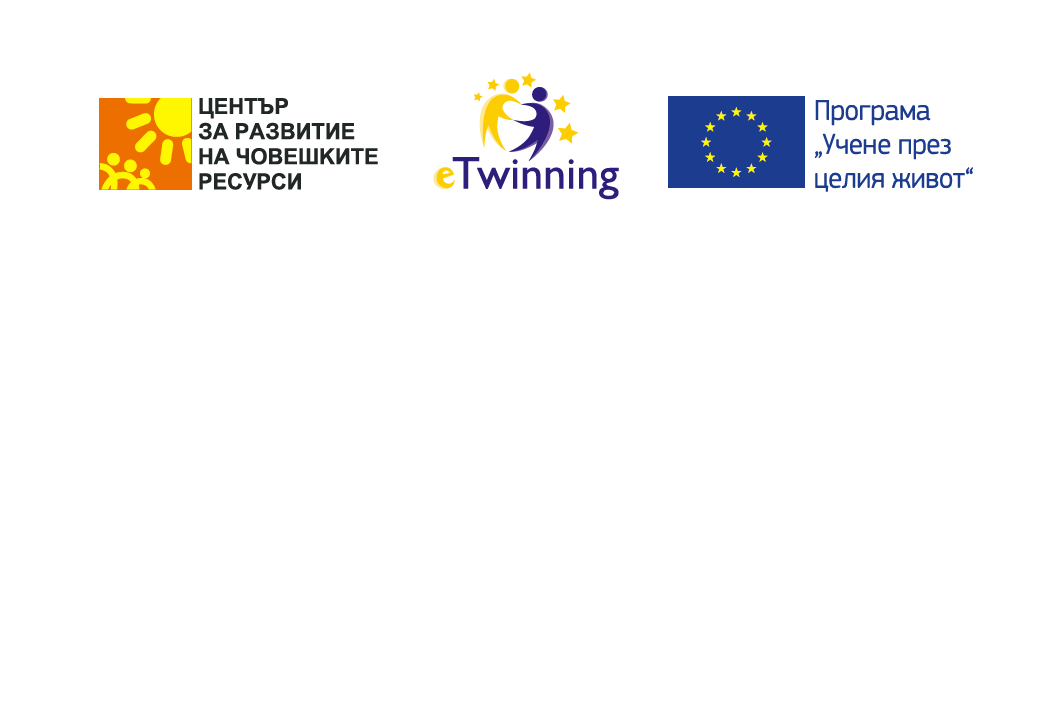 ЦЕНТЪР
ЗА РАЗВИТИЕ
НА ЧОВЕШКИТЕ
РЕСУРСИ
eTwinning
Програма
„Учене през
целия живот“